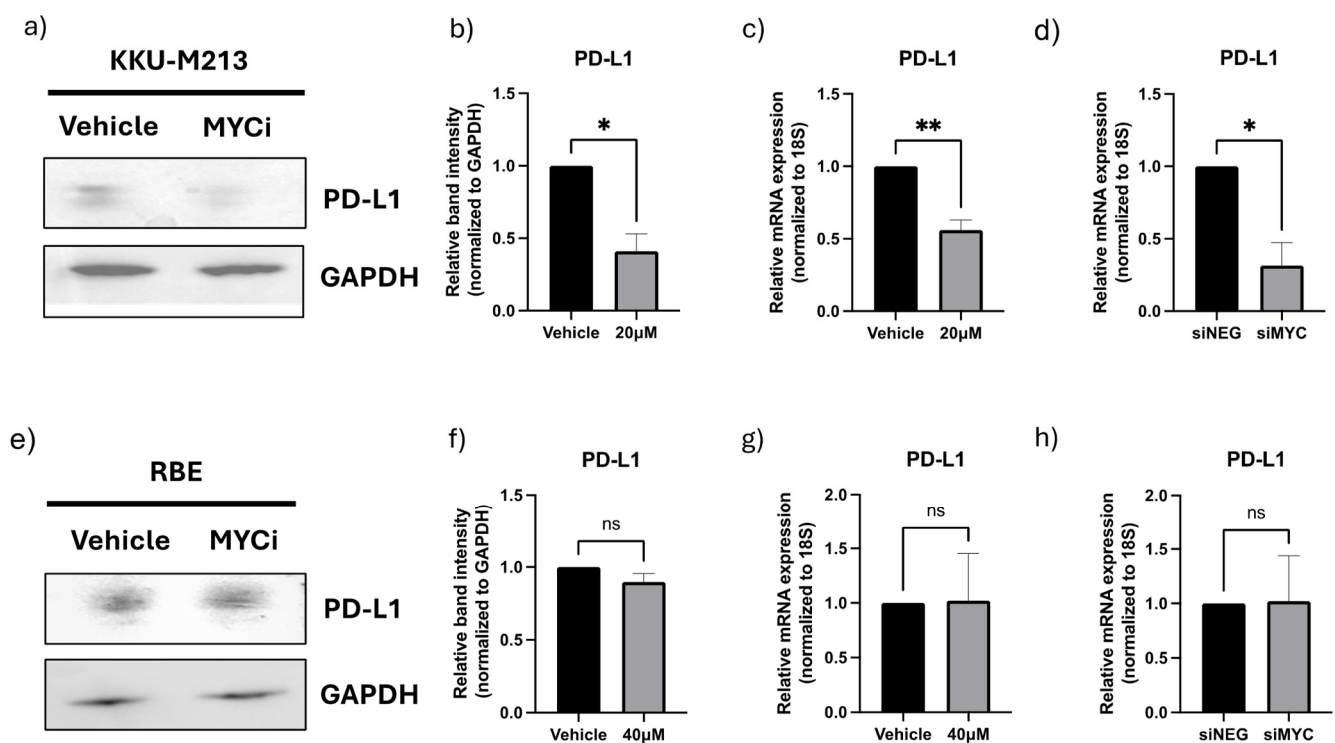 a)
KKU-M213
Vehicle MYCi
PD-L1
GAPDH
b)
PD-L1
Relative band intensity
(normalized to GAPDH)
1.5
1.0
0.5
0.0
*
Vehicle 20µM
c)
PD-L1
Relative mRNA expression
(normalized to 18S)
1.5
1.0
0.5
0.0
**
Vehicle 20µM
d)
PD-L1
Relative mRNA expression
(normalized to 18S)
1.5
1.0
0.5
0.0
*
siNEG siMYC
e)
RBE
Vehicle MYCi
PD-L1
GAPDH
f)
PD-L1
Relative band intensity
(normalized to GAPDH)
1.5
1.0
0.5
0.0
ns
Vehicle 40µM
g)
PD-L1
Relative mRNA expression
(normalized to 18S)
2.0
1.5
1.0
0.5
0.0
ns
Vehicle 40µM
h)
PD-L1
Relative mRNA expression
(normalized to 18S)
2.0
1.5
1.0
0.5
0.0
ns
siNEG siMYC